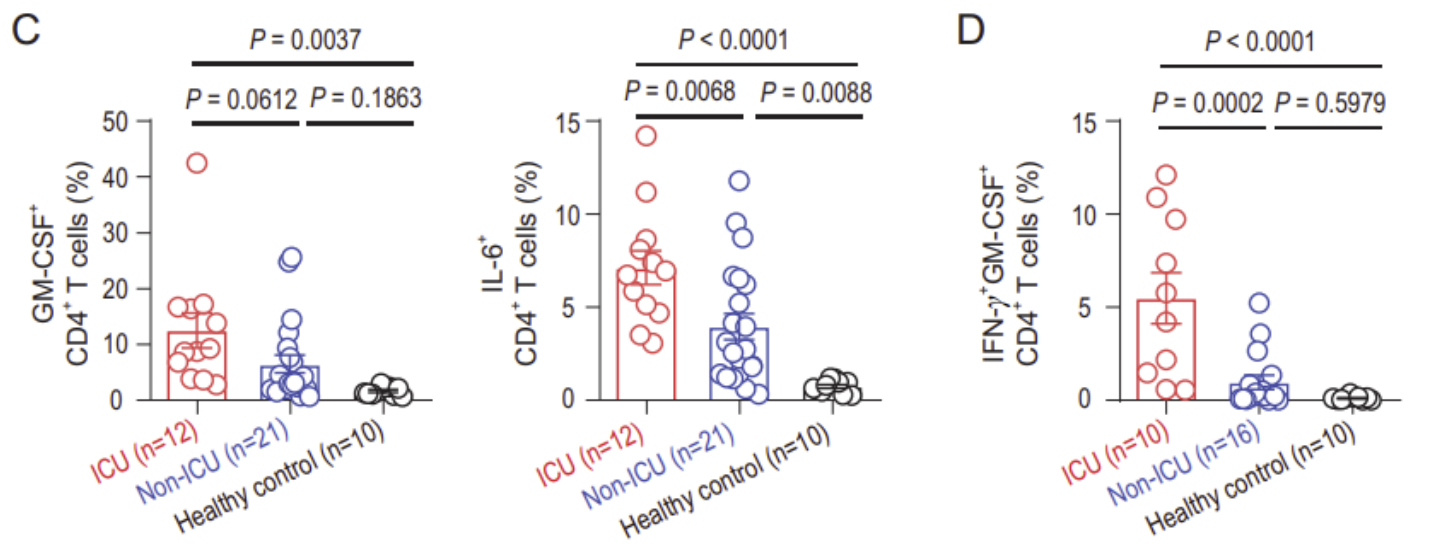 C
P = 0.0037
P = 0.0612
P = 0.1863
GM-CSF⁺
CD4⁺ T cells (%)
50
40
30
20
10
0
ICU (n=12)
Non-ICU (n=21)
Healthy control (n=10)
P < 0.0001
P = 0.0068
P = 0.0088
IL-6⁺
CD4⁺ T cells (%)
15
10
5
0
ICU (n=12)
Non-ICU (n=21)
Healthy control (n=10)
D
P < 0.0001
P = 0.0002
P = 0.5979
IFN-γ⁺GM-CSF⁺
CD4⁺ T cells (%)
15
10
5
0
ICU (n=10)
Non-ICU (n=16)
Healthy control (n=10)